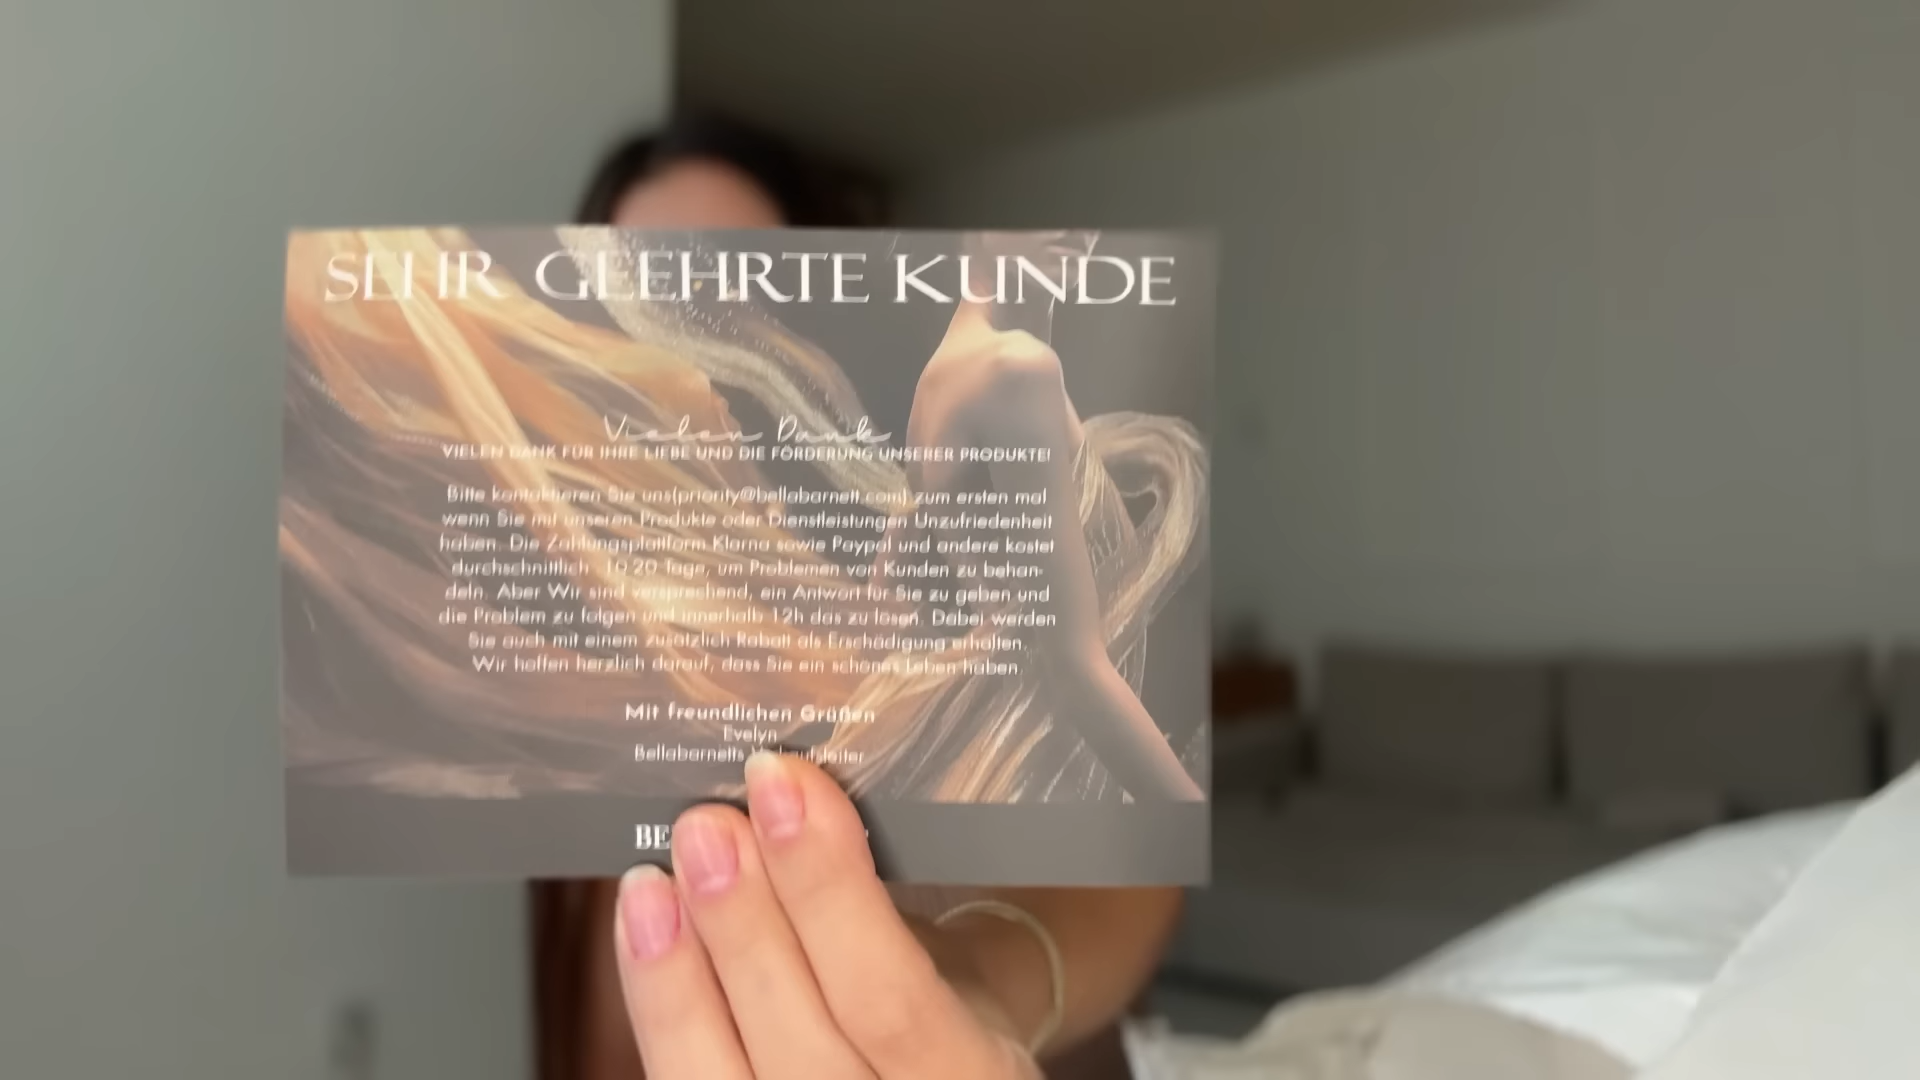 SEHR GEEHRTE KUNDE
Vielen Dank
VIELEN DANK FÜR IHRE LIEBE UND DIE FÖRDERUNG UNSERER PRODUKTE!
Bitte kontaktieren Sie uns(priority@bellabarnett.com) zum ersten mal
wenn Sie mit unseren Produkte oder Dienstleistungen Unzufriedenheit
haben. Die Zahlungsplattform Klarna sowie Paypal und andere kostet
durchschnittlich 10-20 Tage, um Problemen von Kunden zu behan-
deln. Aber Wir sind versprechend, ein Antwort für Sie zu geben und
die Problem zu folgen und innerhalb 12h das zu lösen. Dabei werden
Sie auch mit einem zusätzlich Rabatt als Erschädigung erhalten.
Wir hoffen herzlich darauf, dass Sie ein schönes Leben haben.
Mit freundlichen Grüßen
Evelyn
Bellabarnetts